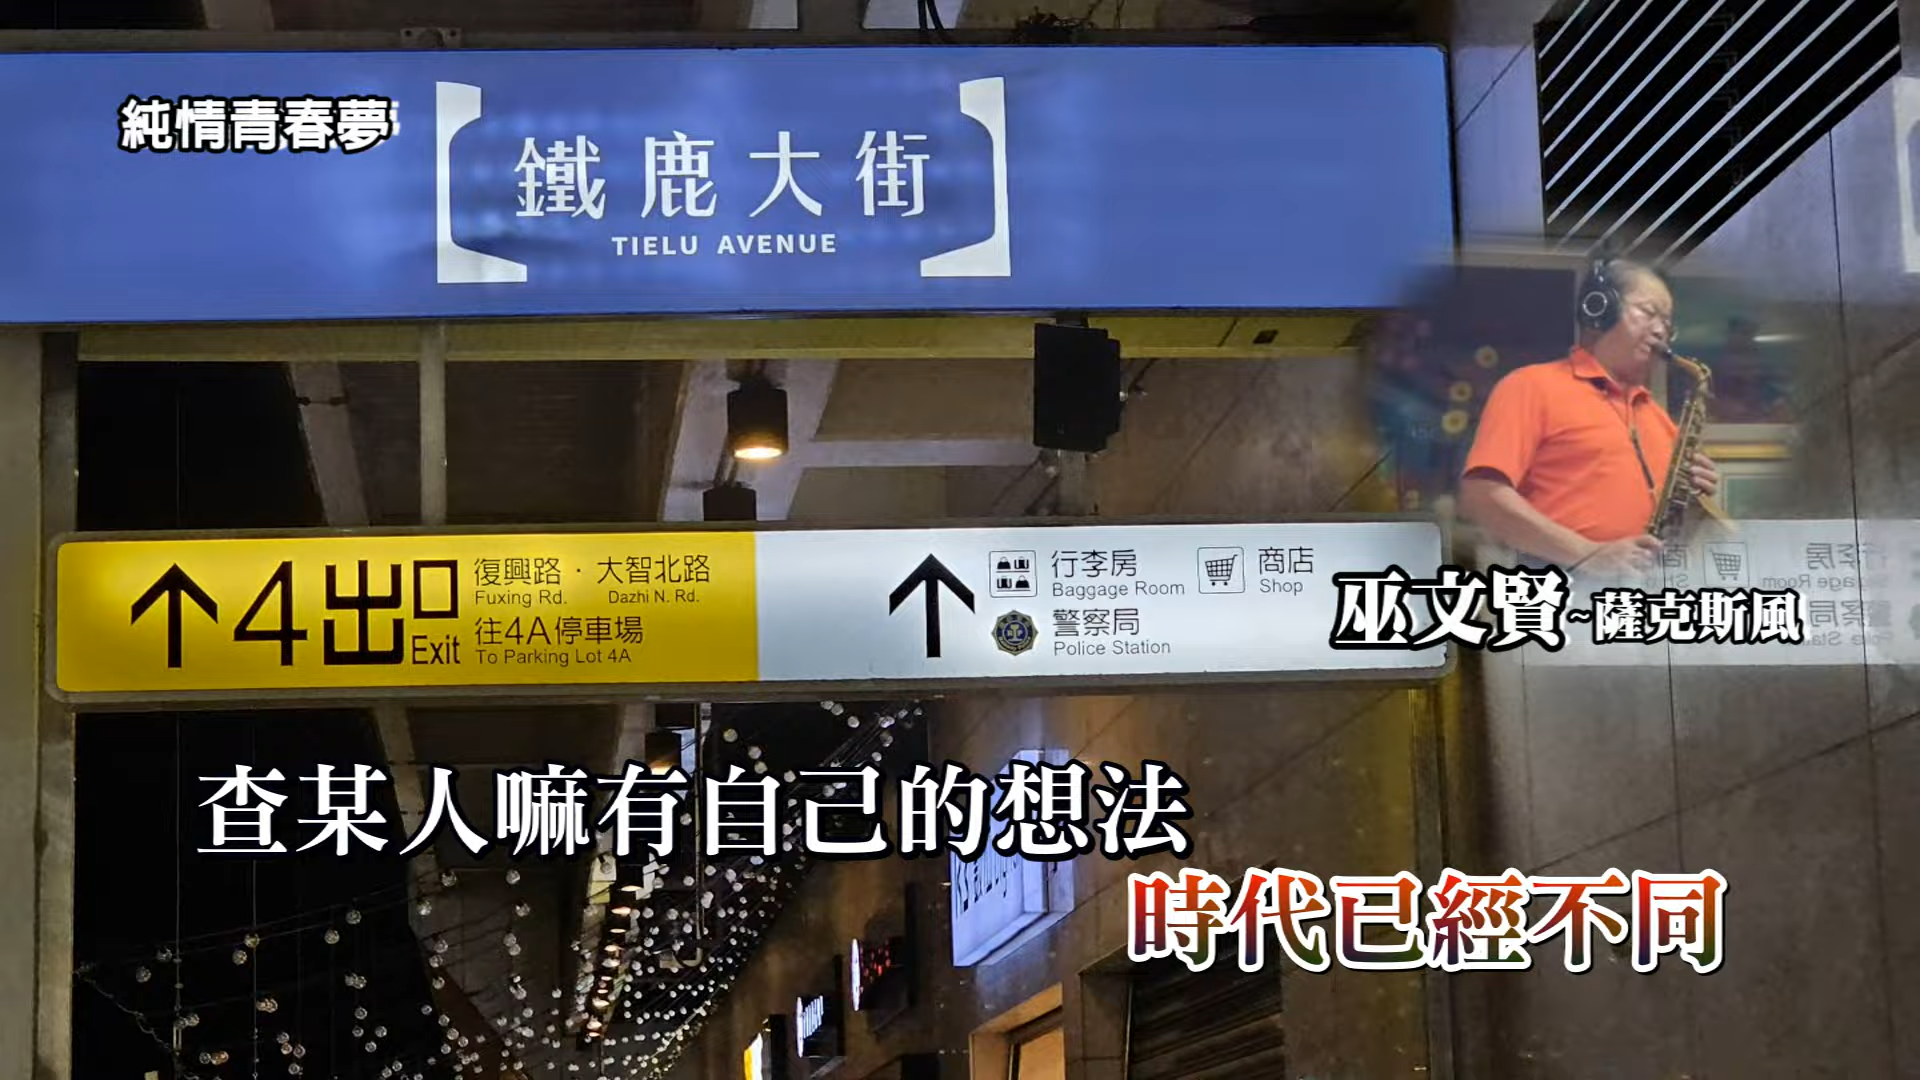 純情青春夢
鐵鹿大街
TIELU AVENUE
4出口
Exit
復興路·大智北路
Fuxing Rd. Dazhi N. Rd.
往4A停車場
To Parking Lot 4A
行李房
Baggage Room
商店
Shop
警察局
Police Station
巫文賢~薩克斯風
查某人嘛有自己的想法
時代已經不同